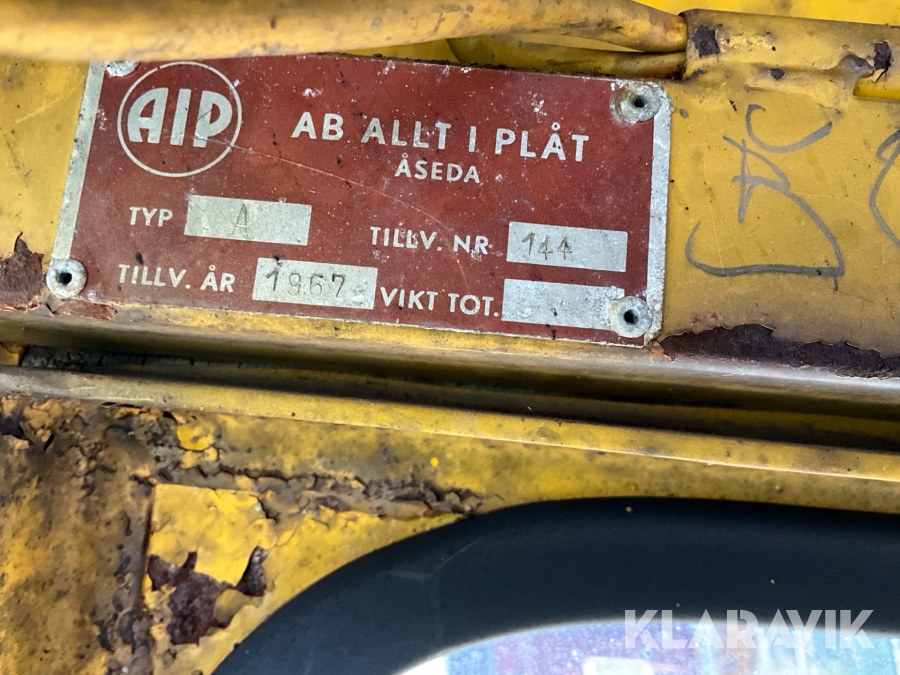 AIP
AB ALLT I PLÅT
ÅSEDA
TYP A
TILLV. NR 144
TILLV. ÅR 1967
VIKT TOT.
KLARAVIK